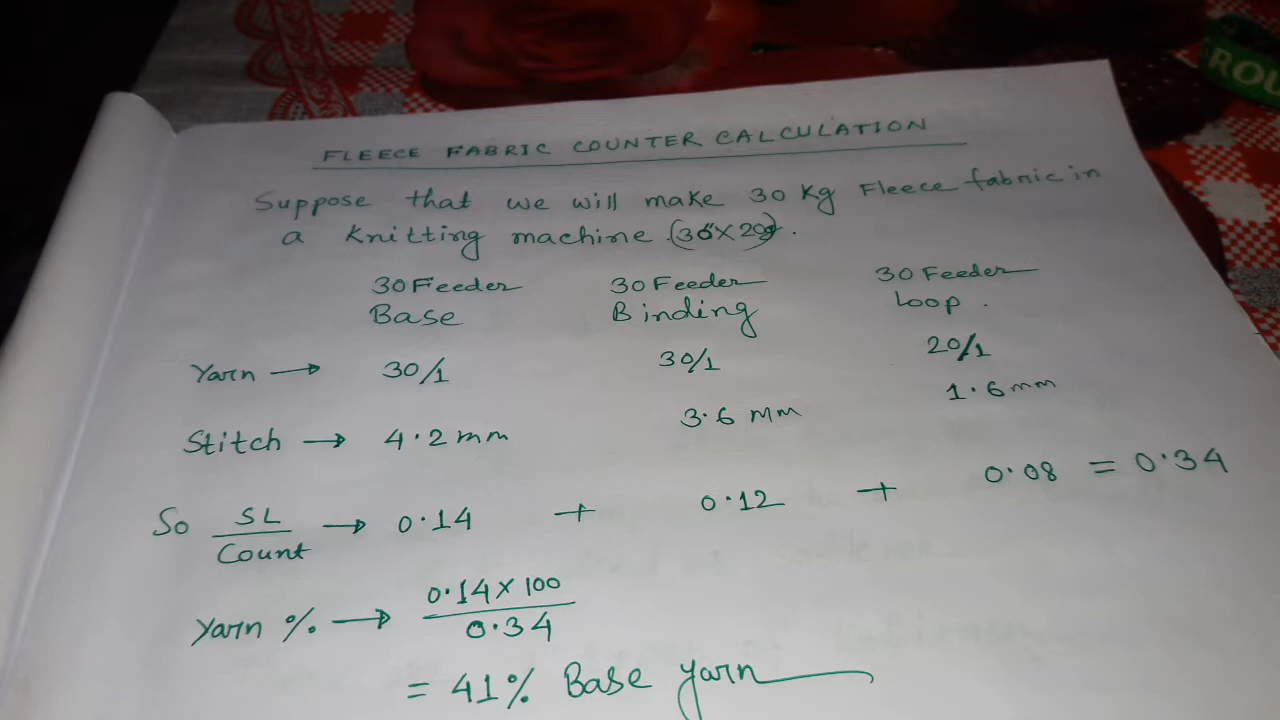 ROU
FLEECE FABRIC COUNTER CALCULATION
Suppose that we will make 30 Kg Fleece fabric in
a Knitting machine (30"X20g).
30 Feeder 30 Feeder 30 Feeder
Base Binding Loop.
Yarn → 30/1 30/1 20/1
Stitch → 4.2 mm 3.6 mm 1.6 mm
So SL/Count → 0.14 + 0.12 + 0.08 = 0.34
Yarn % → 0.14 X 100 / 0.34
= 41% Base yarn